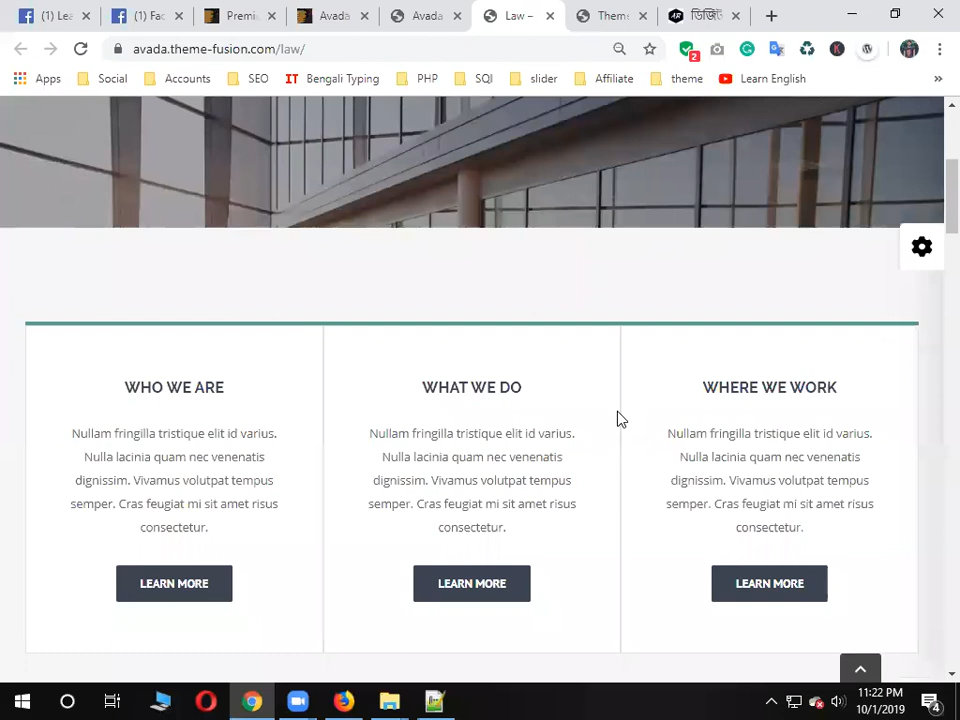 (1) Lea
(1) Fac
Premi
Avada
Avada
Law –
Theme
ডিজিট
avada.theme-fusion.com/law/
2
K
Apps
Social
Accounts
SEO
IT Bengali Typing
PHP
SQl
slider
Affiliate
theme
Learn English
»
WHO WE ARE
Nullam fringilla tristique elit id varius.
Nulla lacinia quam nec venenatis
dignissim. Vivamus volutpat tempus
semper. Cras feugiat mi sit amet risus
consectetur.
LEARN MORE
WHAT WE DO
Nullam fringilla tristique elit id varius.
Nulla lacinia quam nec venenatis
dignissim. Vivamus volutpat tempus
semper. Cras feugiat mi sit amet risus
consectetur.
LEARN MORE
WHERE WE WORK
Nullam fringilla tristique elit id varius.
Nulla lacinia quam nec venenatis
dignissim. Vivamus volutpat tempus
semper. Cras feugiat mi sit amet risus
consectetur.
LEARN MORE
11:22 PM
10/1/2019
4